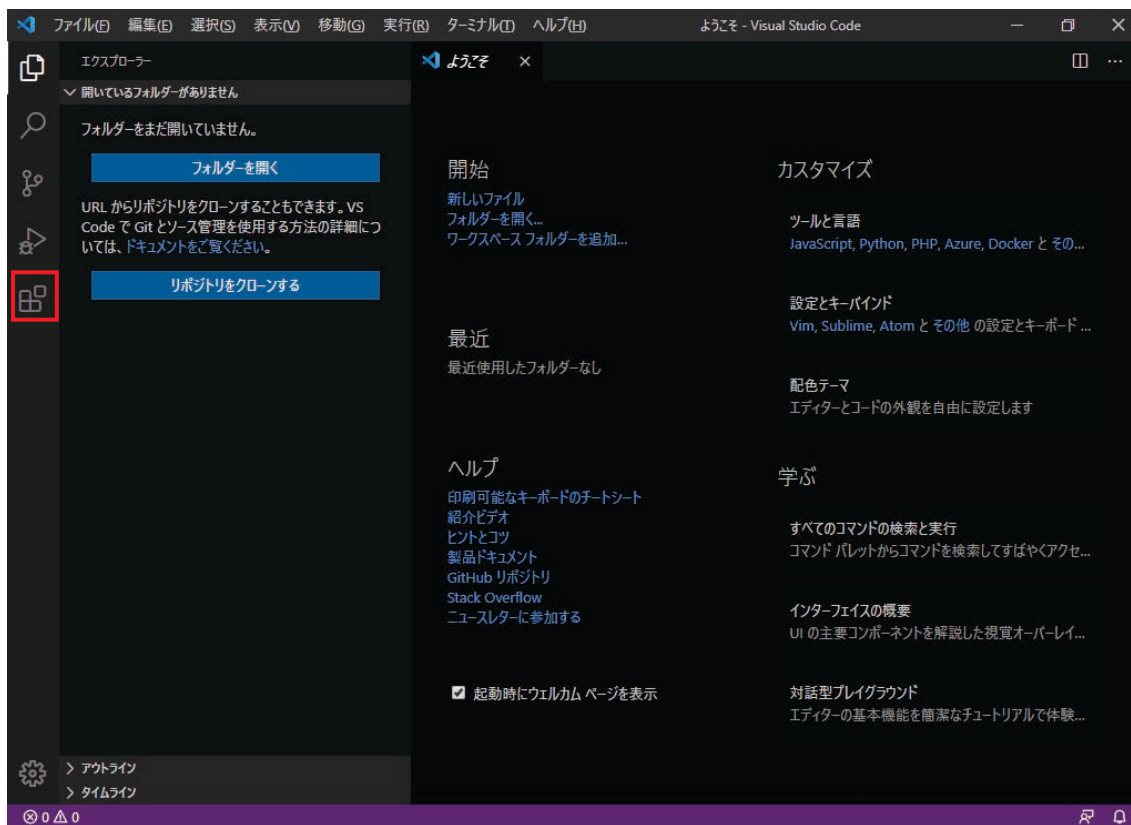 ファイル(F) 編集(E) 選択(S) 表示(V) 移動(G) 実行(R) ターミナル(T) ヘルプ(H) ようこそ - Visual Studio Code
エクスプローラー
開いているフォルダーがありません
フォルダーをまだ開いていません。
フォルダーを開く
URL からリポジトリをクローンすることもできます。VS
Code で Git とソース管理を使用する方法の詳細につ
いては、ドキュメントをご覧ください。
リポジトリをクローンする
アウトライン
タイムライン
ようこそ
開始
新しいファイル
フォルダーを開く...
ワークスペース フォルダーを追加...
最近
最近使用したフォルダーなし
ヘルプ
印刷可能なキーボードのチートシート
紹介ビデオ
ヒントとコツ
製品ドキュメント
GitHub リポジトリ
Stack Overflow
ニュースレターに参加する
起動時にウェルカム ページを表示
カスタマイズ
ツールと言語
JavaScript, Python, PHP, Azure, Docker と その...
設定とキーバインド
Vim, Sublime, Atom と その他 の設定とキーボード ...
配色テーマ
エディターとコードの外観を自由に設定します
学ぶ
すべてのコマンドの検索と実行
コマンド パレットからコマンドを検索してすばやくアクセ...
インターフェイスの概要
UI の主要コンポーネントを解説した視覚オーバーレイ...
対話型プレイグラウンド
エディターの基本機能を簡潔なチュートリアルで体験...
0 0